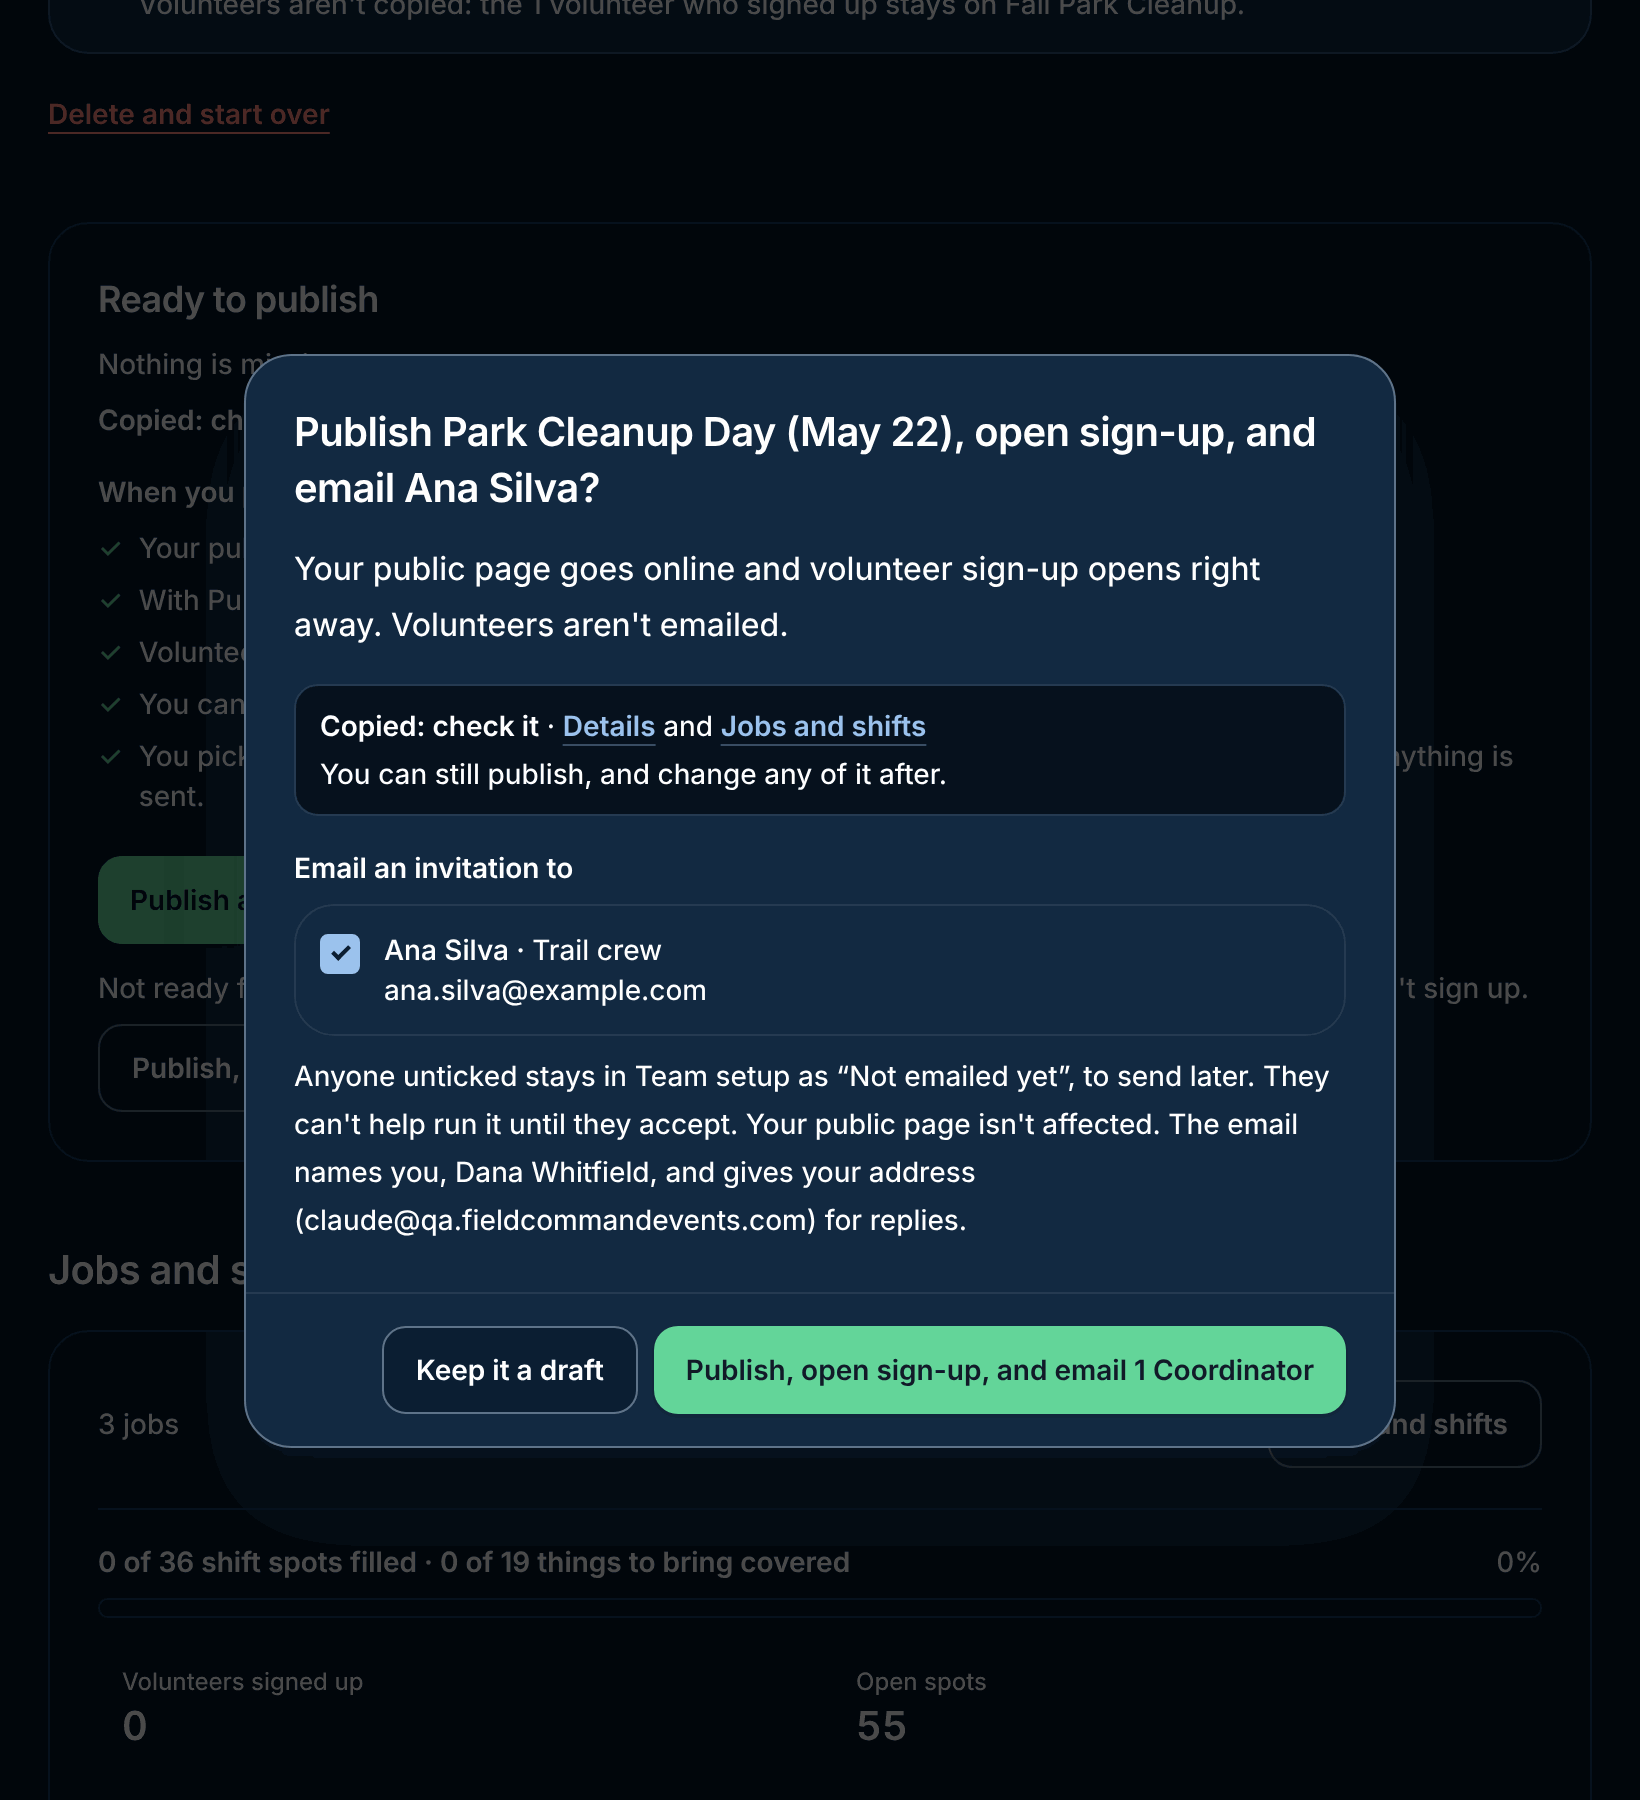 Volunteers aren't copied: the 1 volunteer who signed up stays on Fall Park Cleanup.
Delete and start over
Ready to publish
Nothing is
Copied:
When you
Your
With
You can
You
anything is
sent.
Publish
Not ready
sign up.
Publish,
Publish Park Cleanup Day (May 22), open sign-up, and
email Ana Silva?
Your public page goes online and volunteer sign-up opens right
away. Volunteers aren't emailed.
Copied: check it · Details and Jobs and shifts
You can still publish, and change any of it after.
Email an invitation to
Ana Silva · Trail crew
ana.silva@example.com
Anyone unticked stays in Team setup as “Not emailed yet”, to send later. They
can't help run it until they accept. Your public page isn't affected. The email
names you, Dana Whitfield, and gives your address
(claude@qa.fieldcommandevents.com) for replies.
Keep it a draft
Publish, open sign-up, and email 1 Coordinator
Jobs and
3 jobs
and shifts
0 of 36 shift spots filled · 0 of 19 things to bring covered
0%
Volunteers signed up
0
Open spots
55